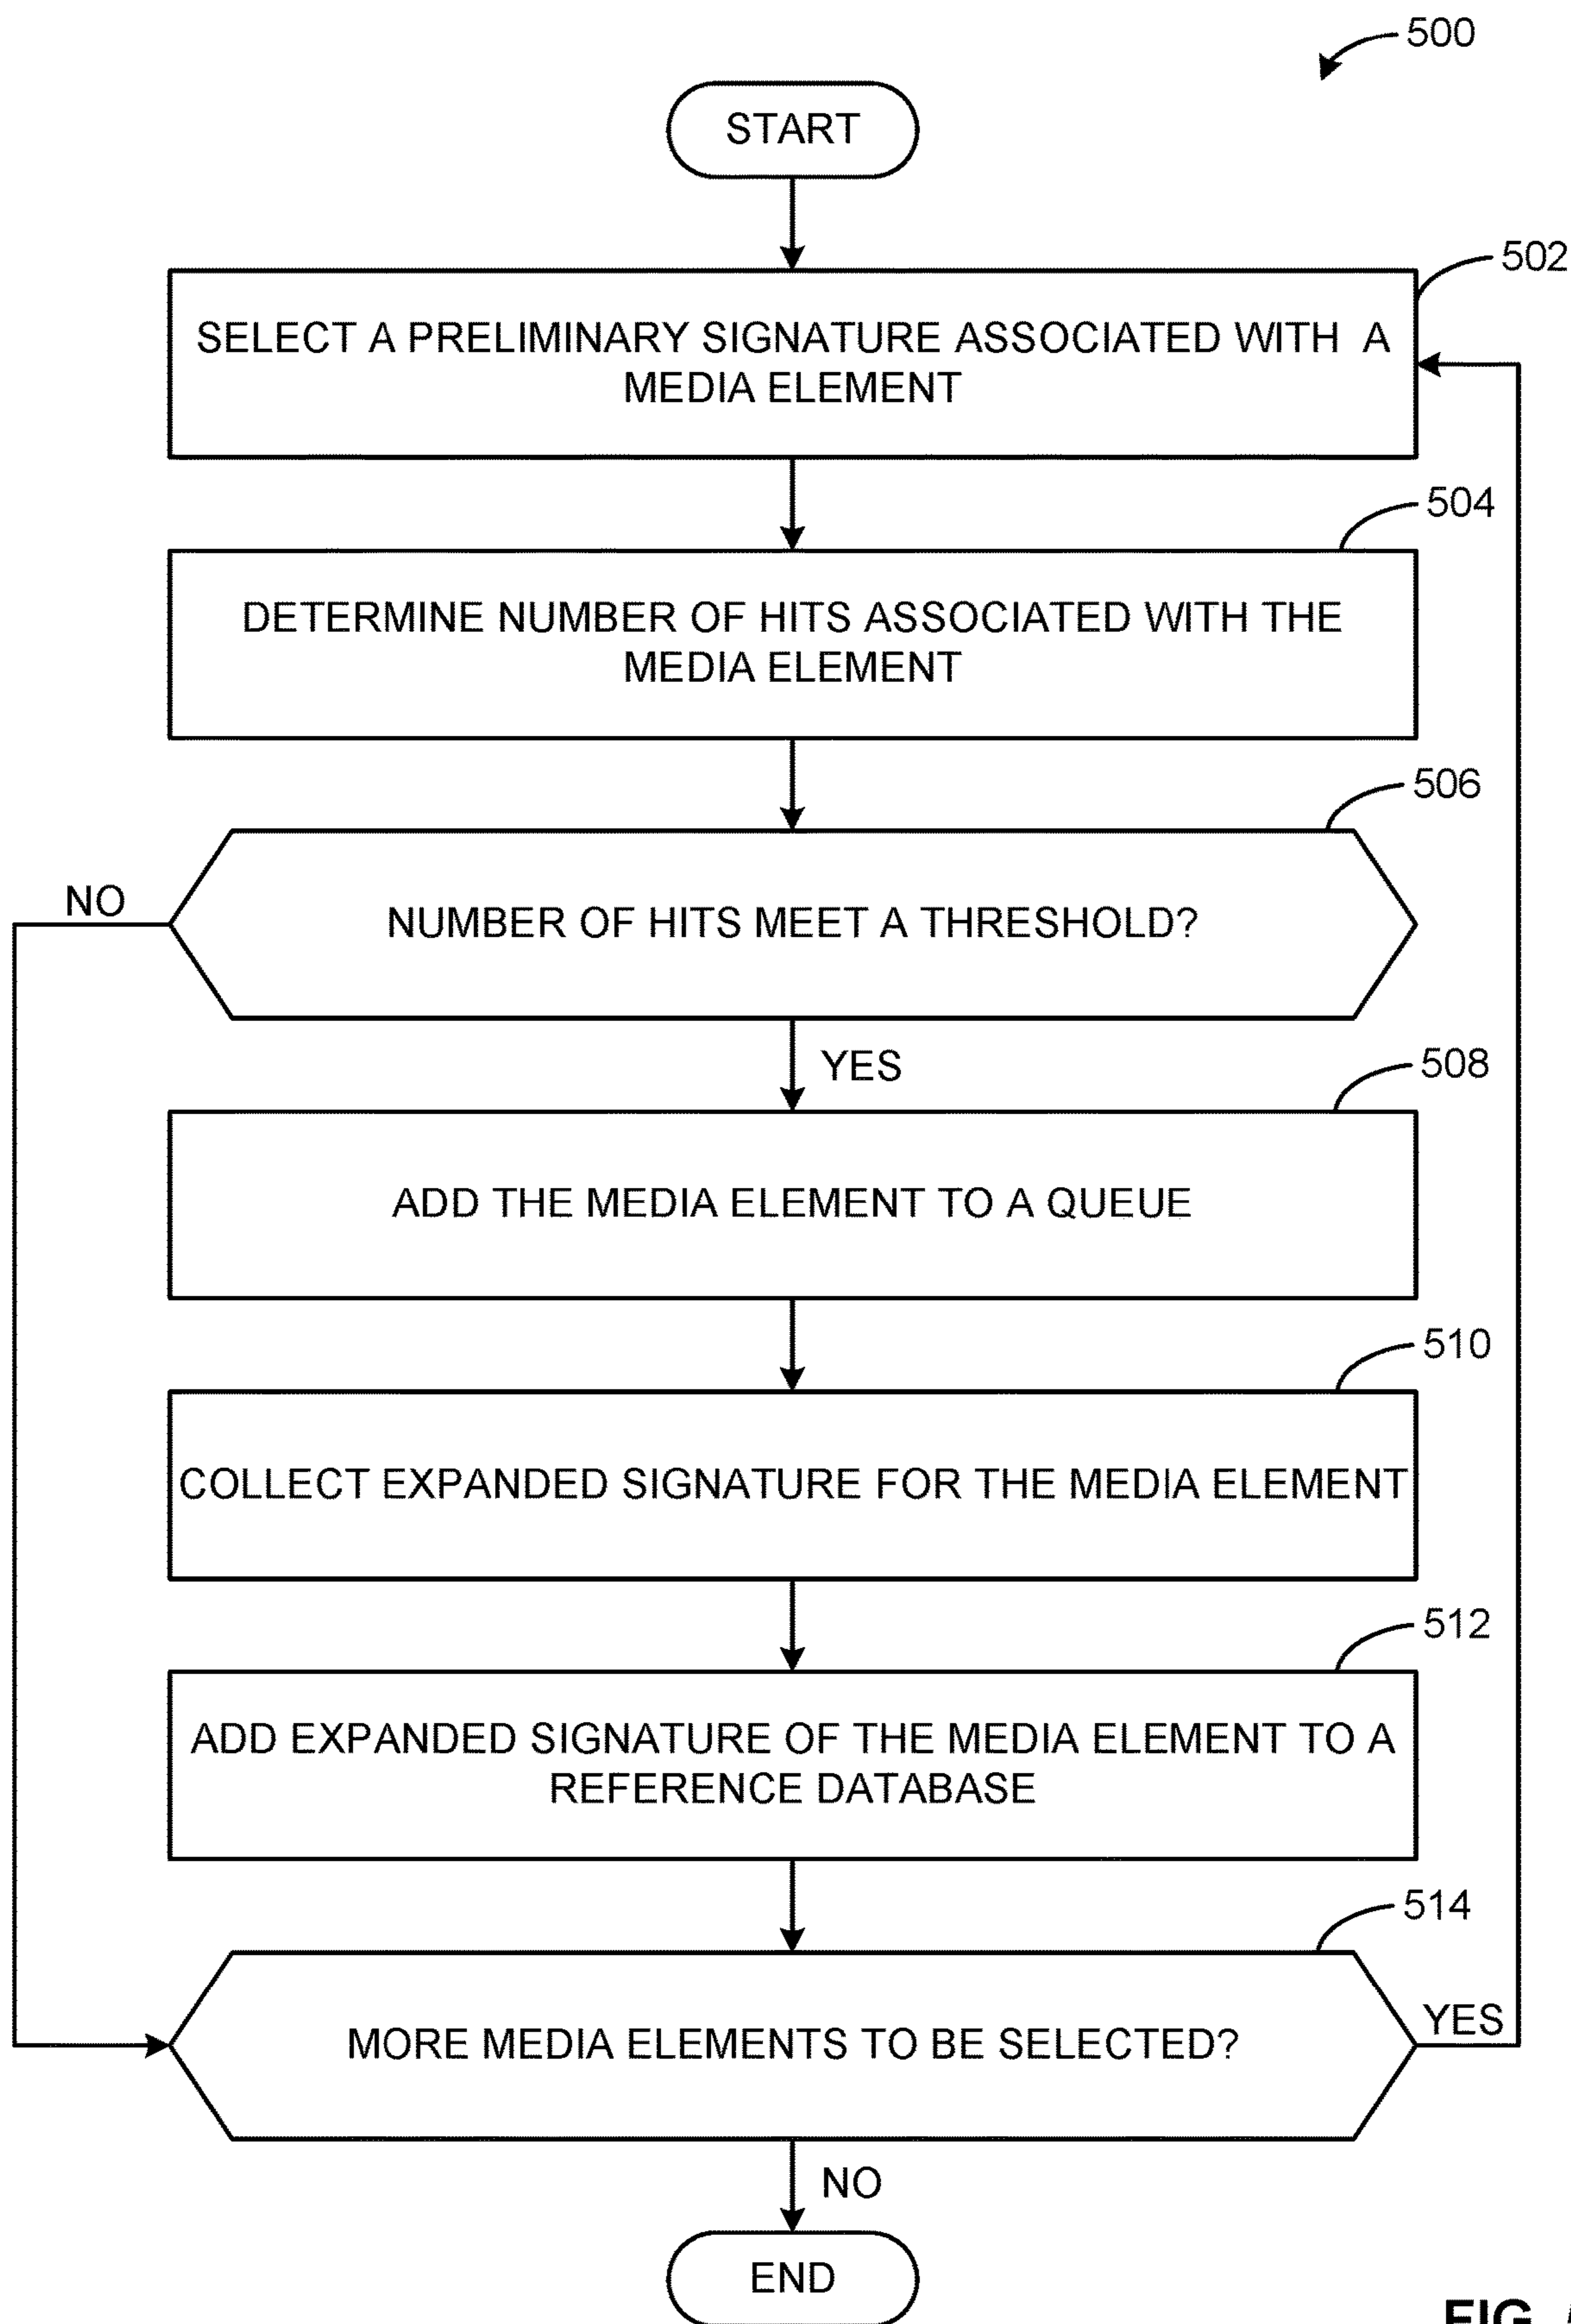 500
START
502
SELECT A PRELIMINARY SIGNATURE ASSOCIATED WITH A
MEDIA ELEMENT
504
DETERMINE NUMBER OF HITS ASSOCIATED WITH THE
MEDIA ELEMENT
506
NO
NUMBER OF HITS MEET A THRESHOLD?
YES
508
ADD THE MEDIA ELEMENT TO A QUEUE
510
COLLECT EXPANDED SIGNATURE FOR THE MEDIA ELEMENT
512
ADD EXPANDED SIGNATURE OF THE MEDIA ELEMENT TO A
REFERENCE DATABASE
514
MORE MEDIA ELEMENTS TO BE SELECTED?
YES
NO
END
FIG.